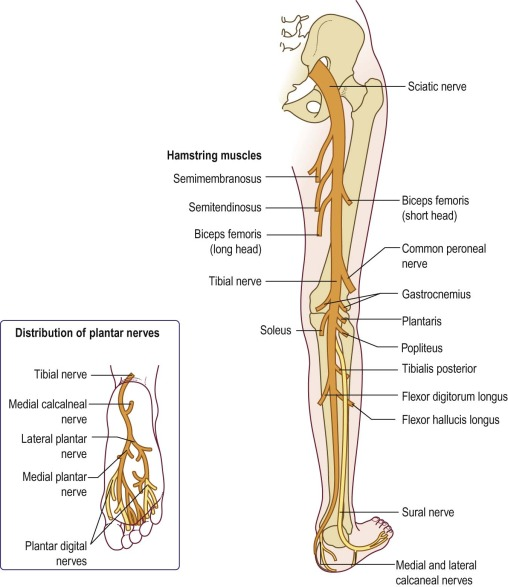 Sciatic nerve
Hamstring muscles
Semimembranosus
Semitendinosus
Biceps femoris
(long head)
Biceps femoris
(short head)
Common peroneal
nerve
Tibial nerve
Gastrocnemius
Soleus
Plantaris
Popliteus
Tibialis posterior
Flexor digitorum longus
Flexor hallucis longus
Sural nerve
Medial and lateral
calcaneal nerves
Distribution of plantar nerves
Tibial nerve
Medial calcalneal
nerve
Lateral plantar
nerve
Medial plantar
nerve
Plantar digital
nerves